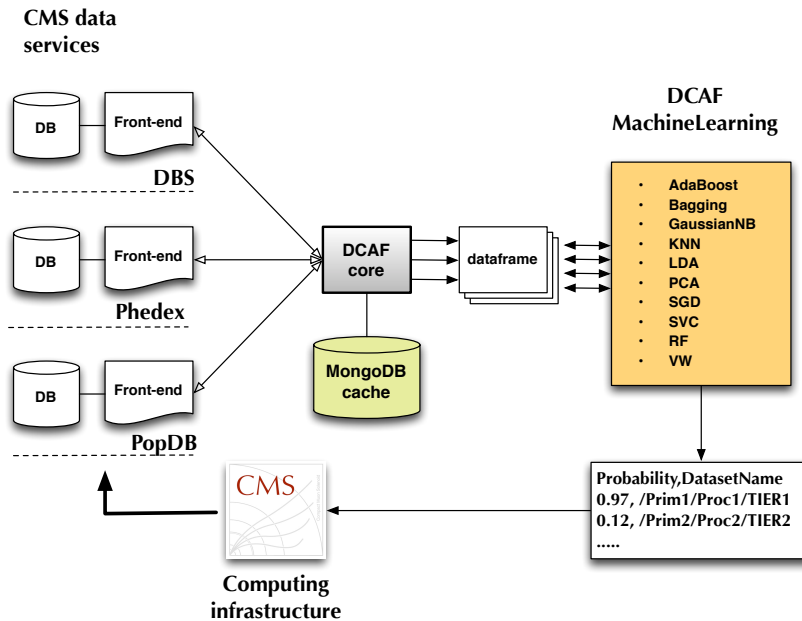 CMS data
services
DB
Front-end
DBS
DB
Front-end
Phedex
DB
Front-end
PopDB
DCAF
core
MongoDB
cache
dataframe
DCAF
MachineLearning
• AdaBoost
• Bagging
• GaussianNB
• KNN
• LDA
• PCA
• SGD
• SVC
• RF
• VW
Probability,DatasetName
0.97, /Prim1/Proc1/TIER1
0.12, /Prim2/Proc2/TIER2
.....
CMS
Computing
infrastructure